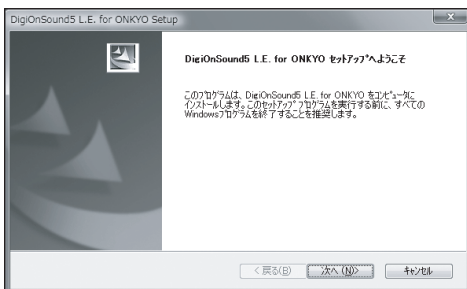 DigiOnSound5 L.E. for ONKYO Setup
DigiOnSound5 L.E. for ONKYO ｾｯﾄｱｯﾌﾟへようこそ
このﾌﾟﾛｸﾞﾗﾑは、DigiOnSound5 L.E. for ONKYO をｺﾝﾋﾟｭｰﾀに
ｲﾝｽﾄｰﾙします。このｾｯﾄｱｯﾌﾟ ﾌﾟﾛｸﾞﾗﾑを実行する前に、すべての
Windowsﾌﾟﾛｸﾞﾗﾑを終了することを推奨します。
< 戻る(B)
次へ (N)>
ｷｬﾝｾﾙ